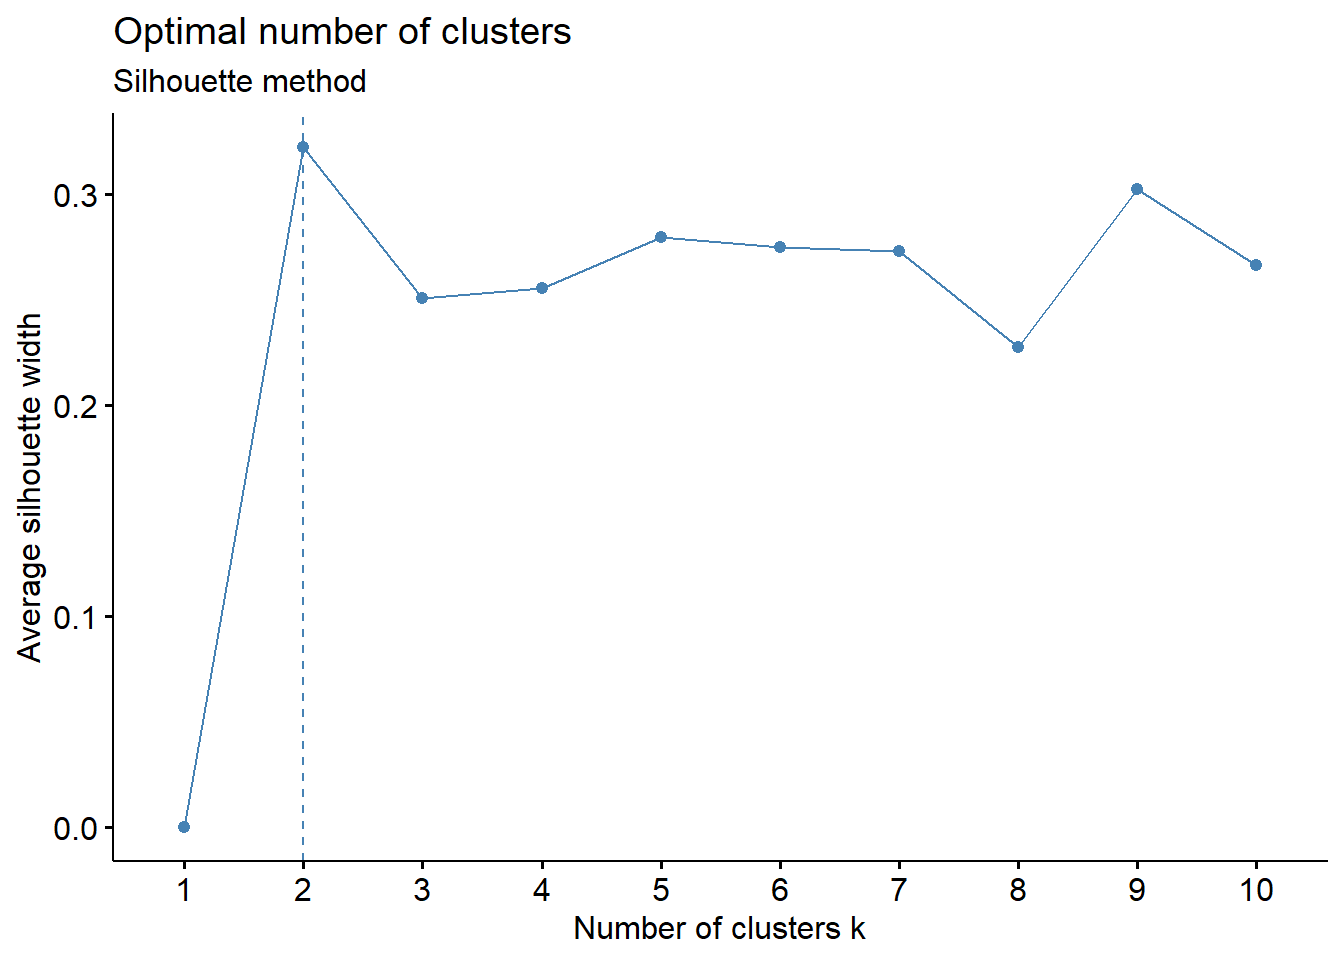 Optimal number of clusters
Silhouette method
Average silhouette width
0.3
0.2
0.1
0.0
1 2 3 4 5 6 7 8 9 10
Number of clusters k